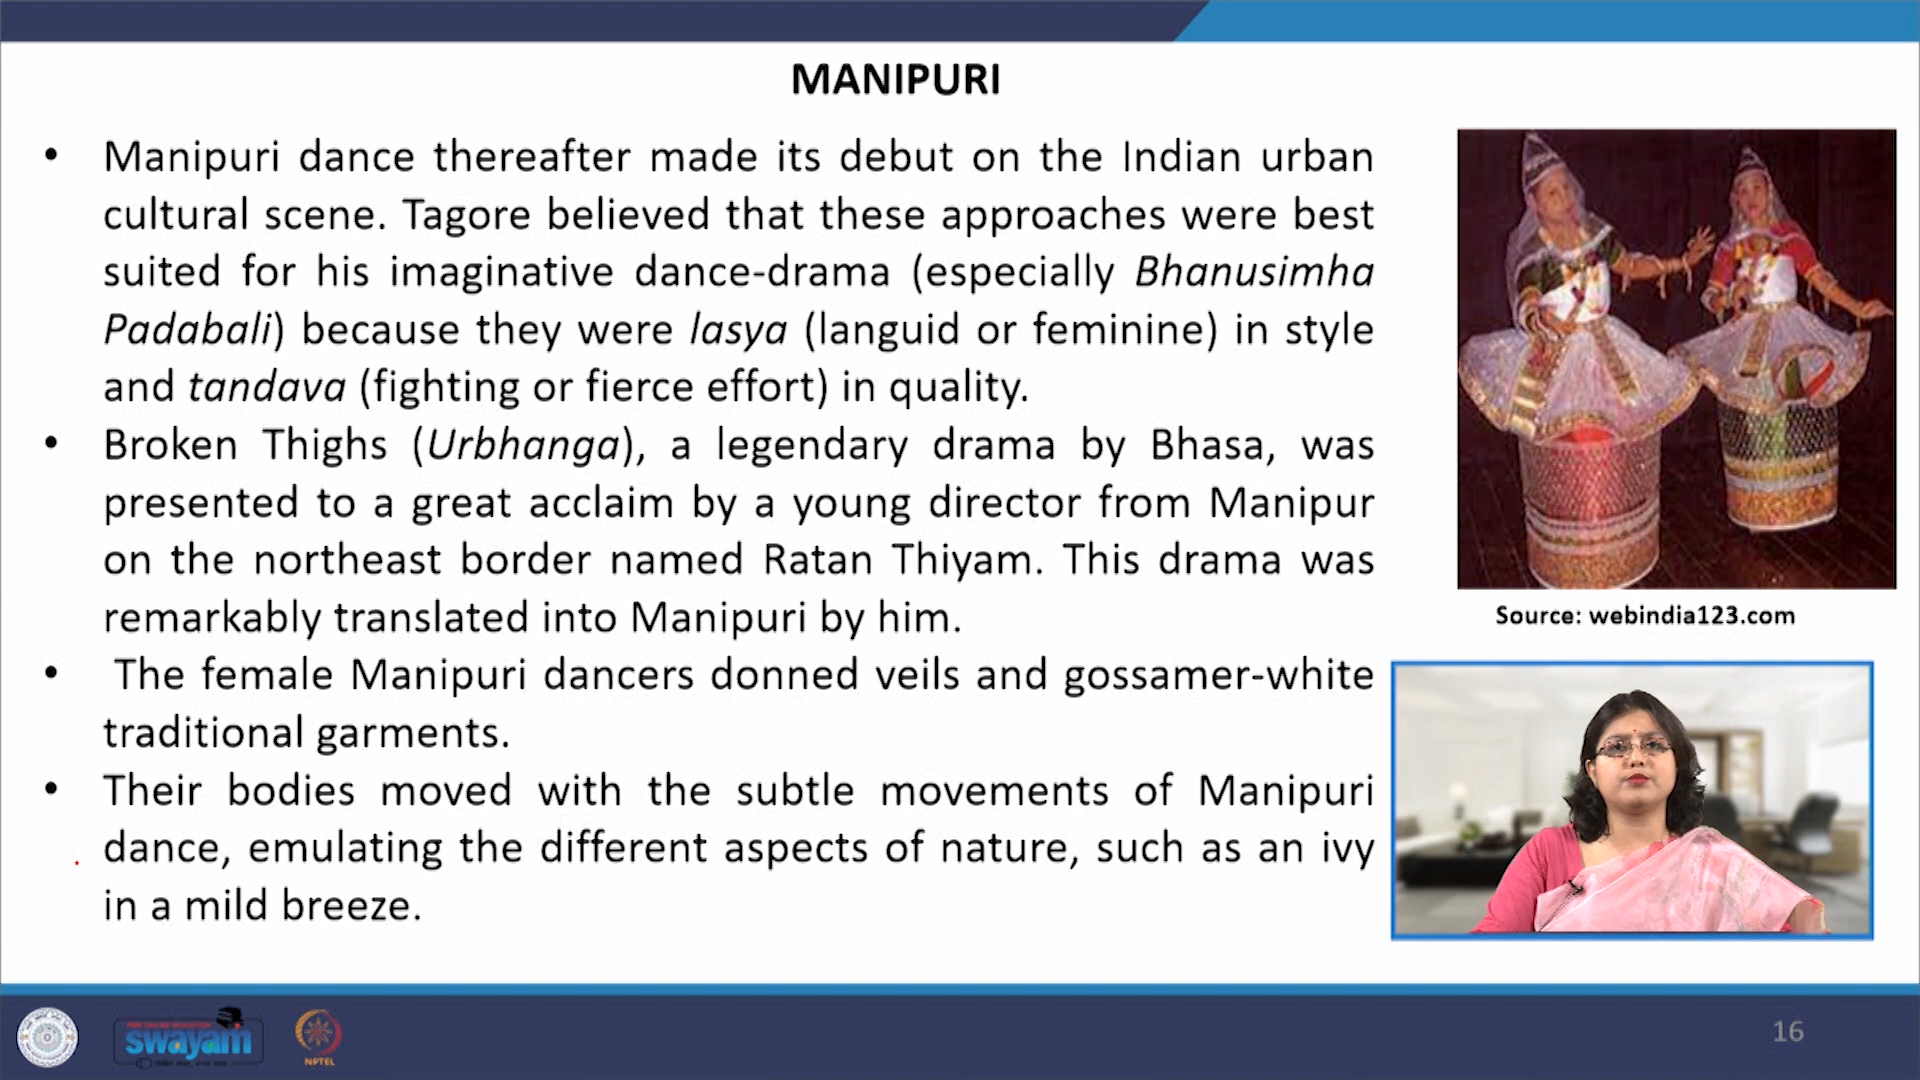 MANIPURI
• Manipuri dance thereafter made its debut on the Indian urban
cultural scene. Tagore believed that these approaches were best
suited for his imaginative dance-drama (especially Bhanusimha
Padabali) because they were lasya (languid or feminine) in style
and tandava (fighting or fierce effort) in quality.
• Broken Thighs (Urbhanga), a legendary drama by Bhasa, was
presented to a great acclaim by a young director from Manipur
on the northeast border named Ratan Thiyam. This drama was
remarkably translated into Manipuri by him.
• The female Manipuri dancers donned veils and gossamer-white
traditional garments.
• Their bodies moved with the subtle movements of Manipuri
dance, emulating the different aspects of nature, such as an ivy
in a mild breeze.
Source: webindia123.com
swayam
NPTEL
16